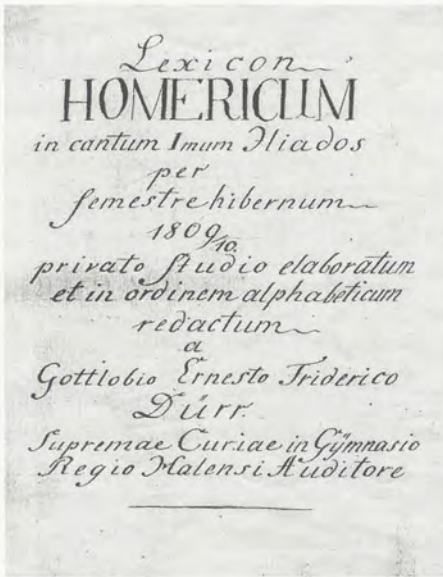 Lexicon
HOMERICUM
in cantum Imum Iliados
per
semestre hibernum
1809/10.
privato studio elaboratum
et in ordinem alphabeticum
redactum
a
Gottlobio Ernesto Friderico
Dürr.
Supremae Curiae in Gÿmnasio
Regio Halensi Auditore